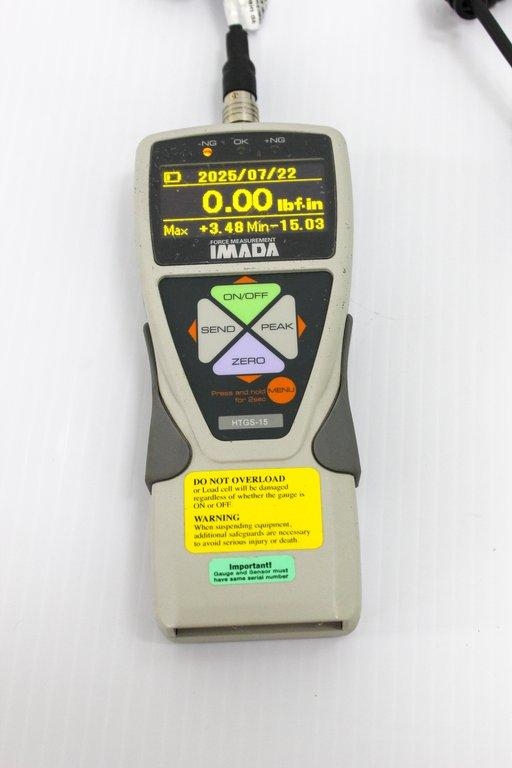 -NG OK +NG
2025/07/22
0.00 lbf·in
Max +3.48 Min-15.03
FORCE MEASUREMENT
IMADA
ON/OFF
SEND PEAK
ZERO
Press and hold MENU
for 2sec
HTGS-15
DO NOT OVERLOAD
or Load cell will be damaged
regardless of whether the gauge is
ON or OFF.
WARNING
When suspending equipment,
additional safeguards are necessary
to avoid serious injury or death.
Important!
Gauge and Sensor must
have same serial number